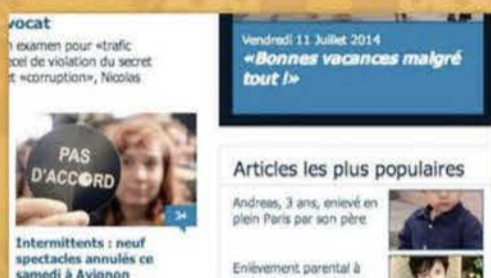 vocat
examen pour «trafic
cel de violation du secret
«corruption», Nicolas
PAS
D'ACCORD
34
Intermittents : neuf
spectacles annulés ce
samedi à Avignon
Vendredi 11 Juillet 2014
«Bonnes vacances malgré
tout !»
Articles les plus populaires
Andreas, 3 ans, enlevé en
plein Paris par son père
Enlèvement parental à